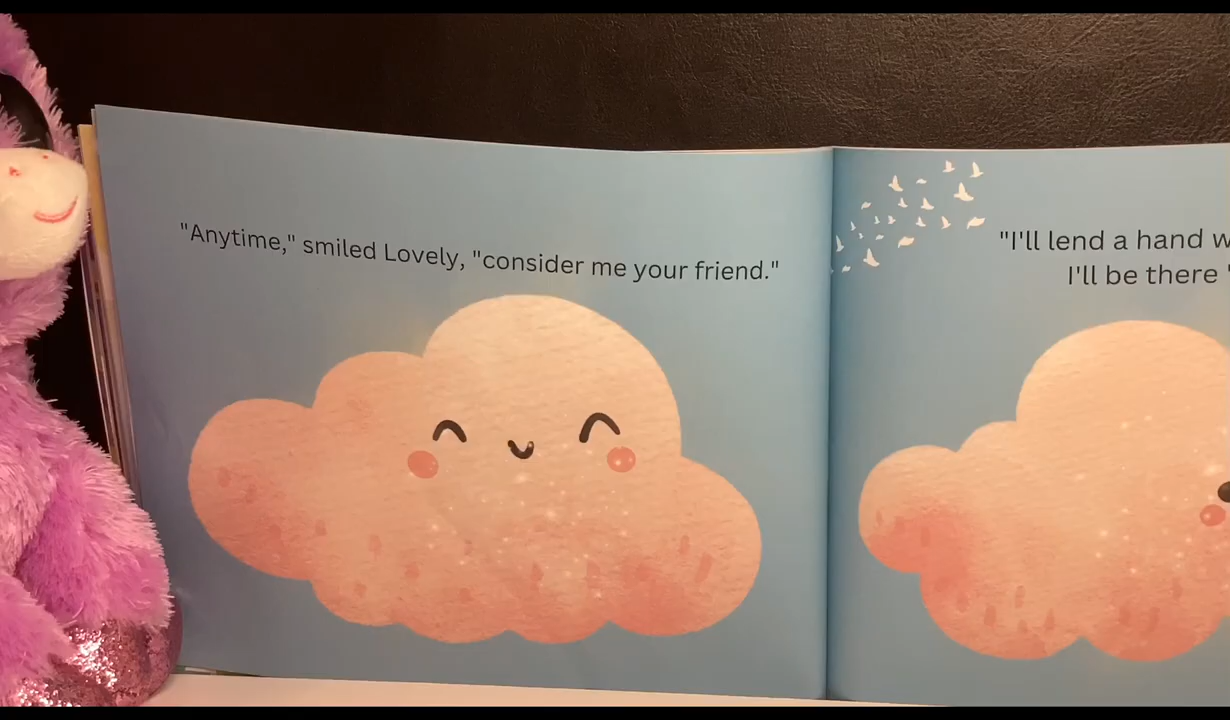 "Anytime," smiled Lovely, "consider me your friend."
"I'll lend a hand
I'll be there